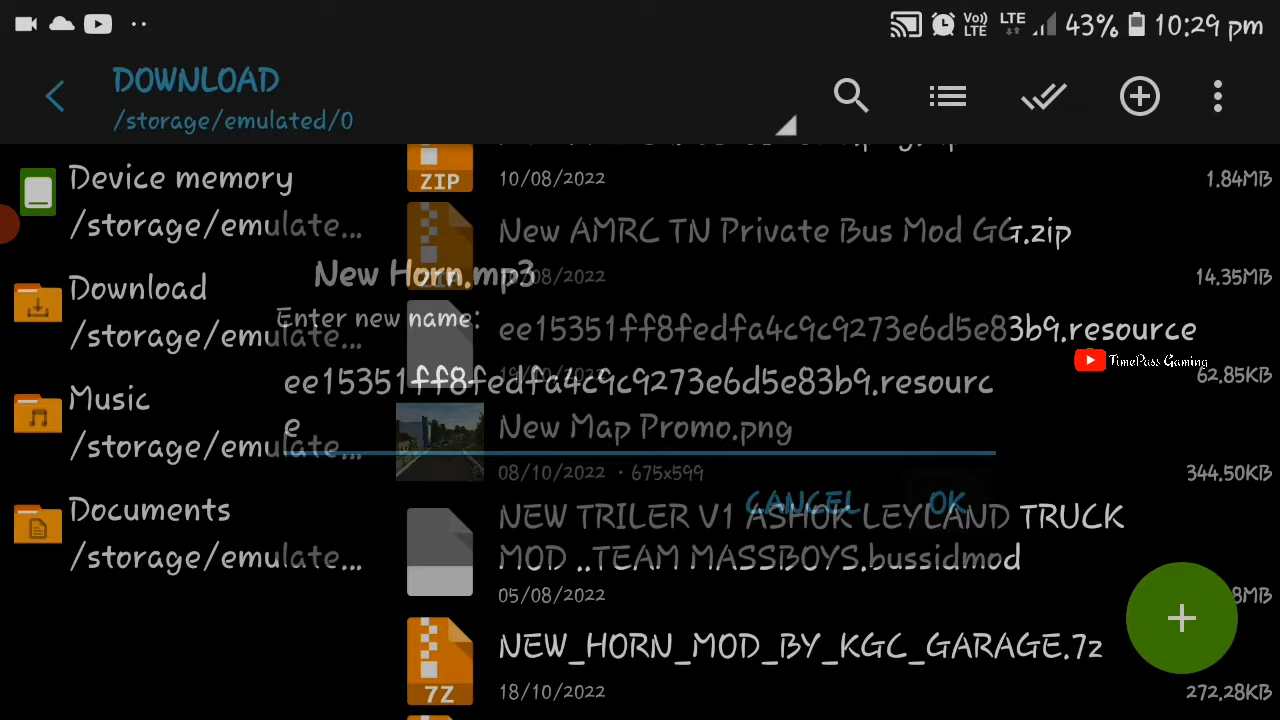 Vo)) LTE LTE 43% 10:29 pm
DOWNLOAD
/storage/emulated/0
Device memory
/storage/emulate...
Download
/storage/emulate...
Music
/storage/emulate...
Documents
/storage/emulate...
ZIP 10/08/2022 1.84MB
New AMRC TN Private Bus Mod GG.zip
14.35MB
New Horn.mp3
Enter new name:
ee15351ff8fedfa4c9c9273e6d5e83b9.resourc
e
CANCEL OK
ee15351ff8fedfa4c9c9273e6d5e83b9.resource
62.85KB
TimePass Gaming
New Map Promo.png
08/10/2022 · 675x599 344.50KB
NEW TRILER V1 ASHOK LEYLAND TRUCK
MOD ..TEAM MASSBOYS.bussidmod
05/08/2022
NEW_HORN_MOD_BY_KGC_GARAGE.7z
7Z 18/10/2022 272.28KB